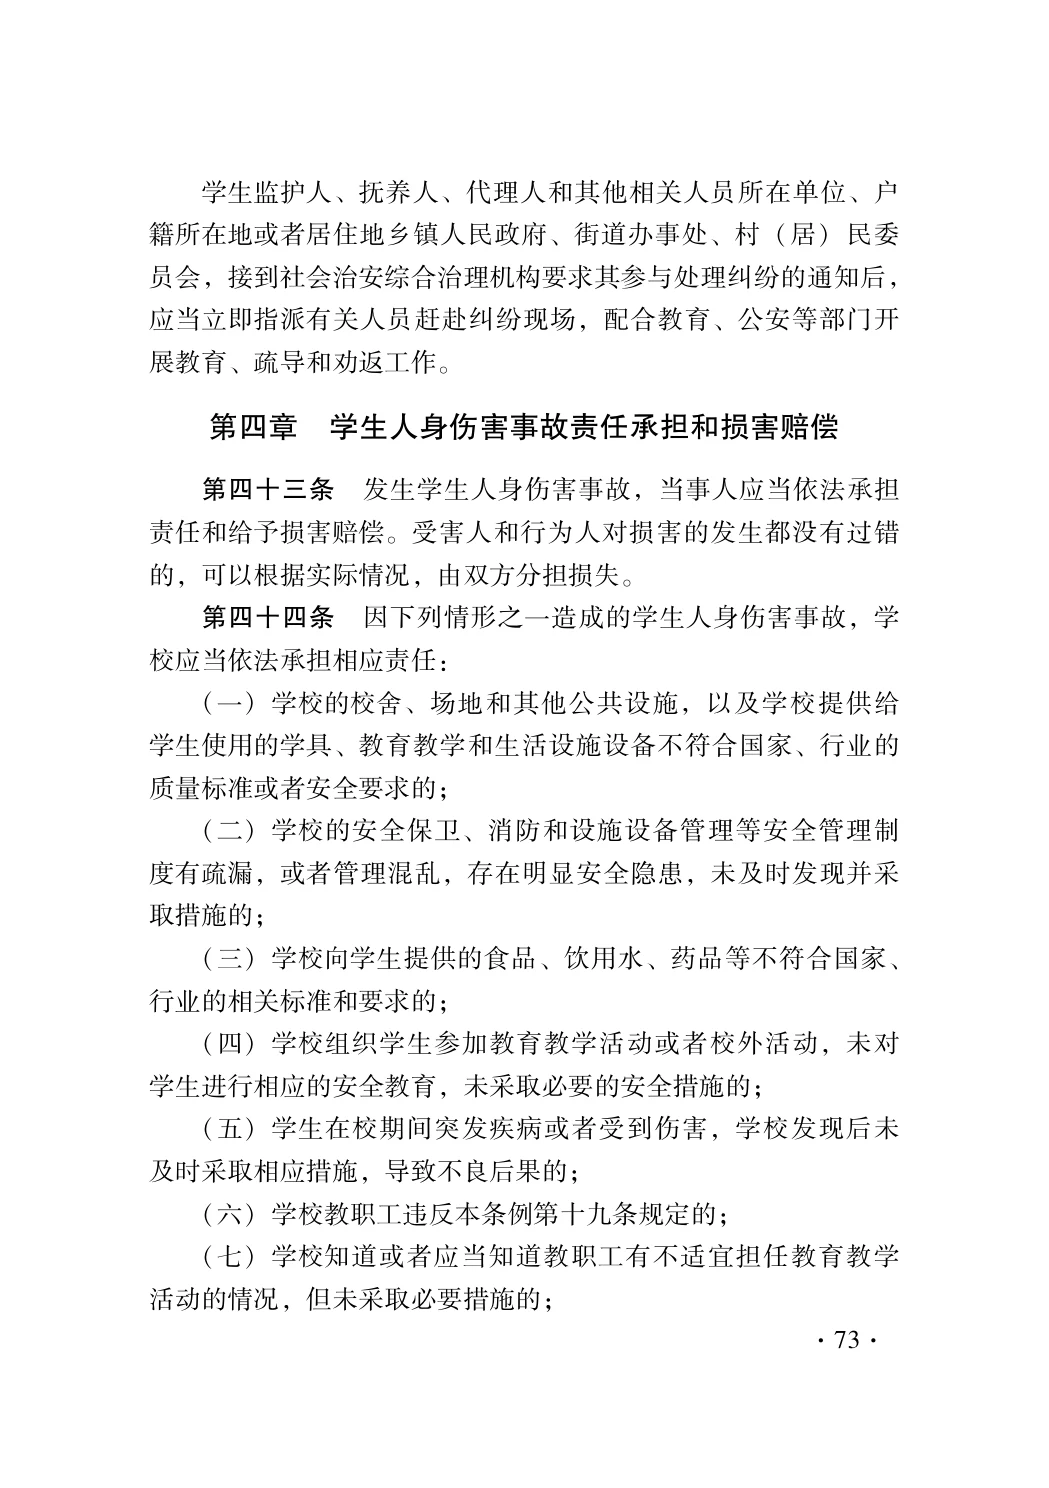 学生监护人、抚养人、代理人和其他相关人员所在单位、户
籍所在地或者居住地乡镇人民政府、街道办事处、村（居）民委
员会，接到社会治安综合治理机构要求其参与处理纠纷的通知后，
应当立即指派有关人员赶赴纠纷现场，配合教育、公安等部门开
展教育、疏导和劝返工作。
第四章　学生人身伤害事故责任承担和损害赔偿
第四十三条　发生学生人身伤害事故，当事人应当依法承担
责任和给予损害赔偿。受害人和行为人对损害的发生都没有过错
的，可以根据实际情况，由双方分担损失。
第四十四条　因下列情形之一造成的学生人身伤害事故，学
校应当依法承担相应责任：
（一）学校的校舍、场地和其他公共设施，以及学校提供给
学生使用的学具、教育教学和生活设施设备不符合国家、行业的
质量标准或者安全要求的；
（二）学校的安全保卫、消防和设施设备管理等安全管理制
度有疏漏，或者管理混乱，存在明显安全隐患，未及时发现并采
取措施的；
（三）学校向学生提供的食品、饮用水、药品等不符合国家、
行业的相关标准和要求的；
（四）学校组织学生参加教育教学活动或者校外活动，未对
学生进行相应的安全教育，未采取必要的安全措施的；
（五）学生在校期间突发疾病或者受到伤害，学校发现后未
及时采取相应措施，导致不良后果的；
（六）学校教职工违反本条例第十九条规定的；
（七）学校知道或者应当知道教职工有不适宜担任教育教学
活动的情况，但未采取必要措施的；
·73·